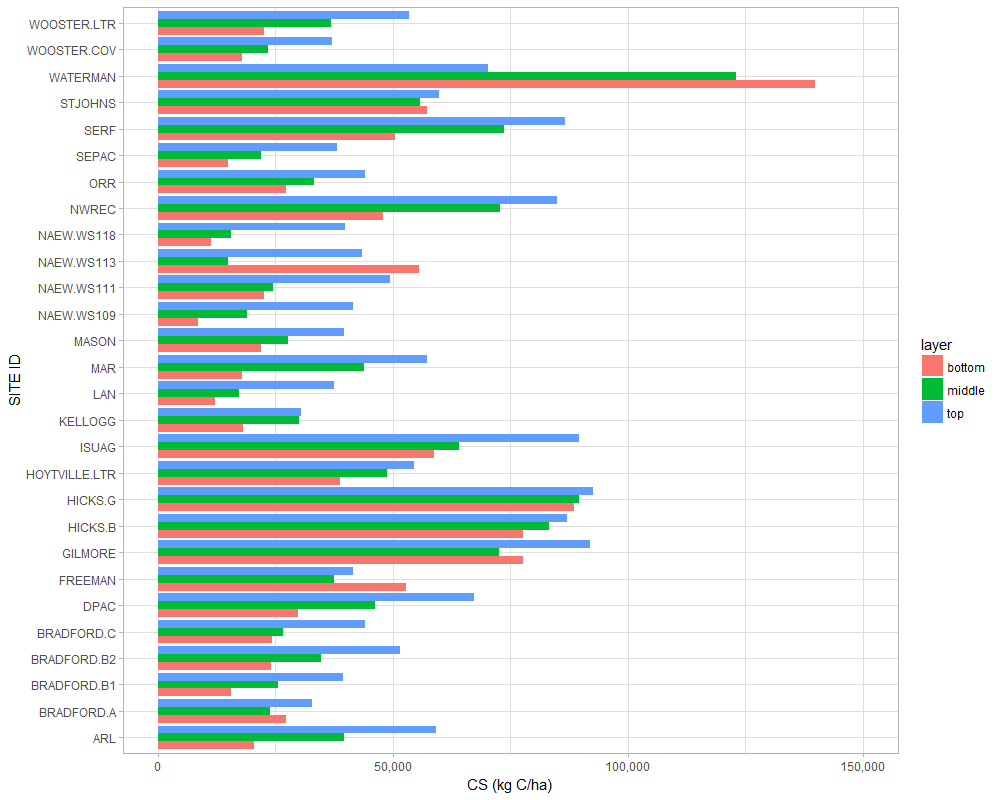 WOOSTER.LTR
WOOSTER.COV
WATERMAN
STJOHNS
SERF
SEPAC
ORR
NWREC
NAEW.WS118
NAEW.WS113
NAEW.WS111
NAEW.WS109
MASON
MAR
LAN
KELLOGG
ISUAG
HOYTVILLE.LTR
HICKS.G
HICKS.B
GILMORE
FREEMAN
DPAC
BRADFORD.C
BRADFORD.B2
BRADFORD.B1
BRADFORD.A
ARL
SITE ID
0 50,000 100,000 150,000
CS (kg C/ha)
layer
bottom
middle
top